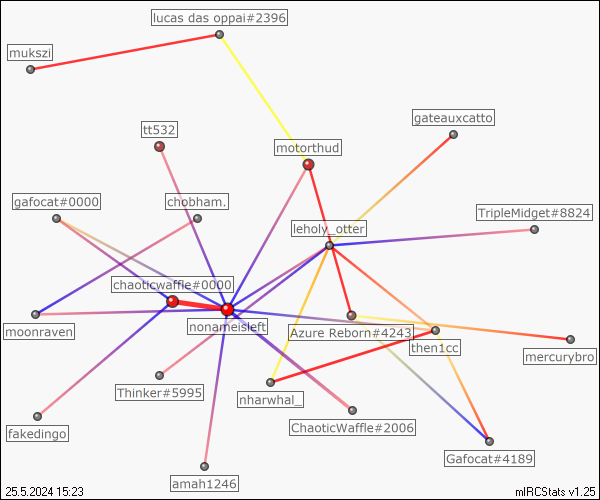 lucas das oppai#2396
mukszi
gateauxcatto
tt532
motorthud
gafocat#0000
chobham.
TripleMidget#8824
leholy_otter
chaoticwaffle#0000
moonraven
nonameisleft
Azure Reborn#4243
then1cc
mercurybro
Thinker#5995
nharwhal_
ChaoticWaffle#2006
fakedingo
Gafocat#4189
amah1246
25.5.2024 15:23
mIRCStats v1.25